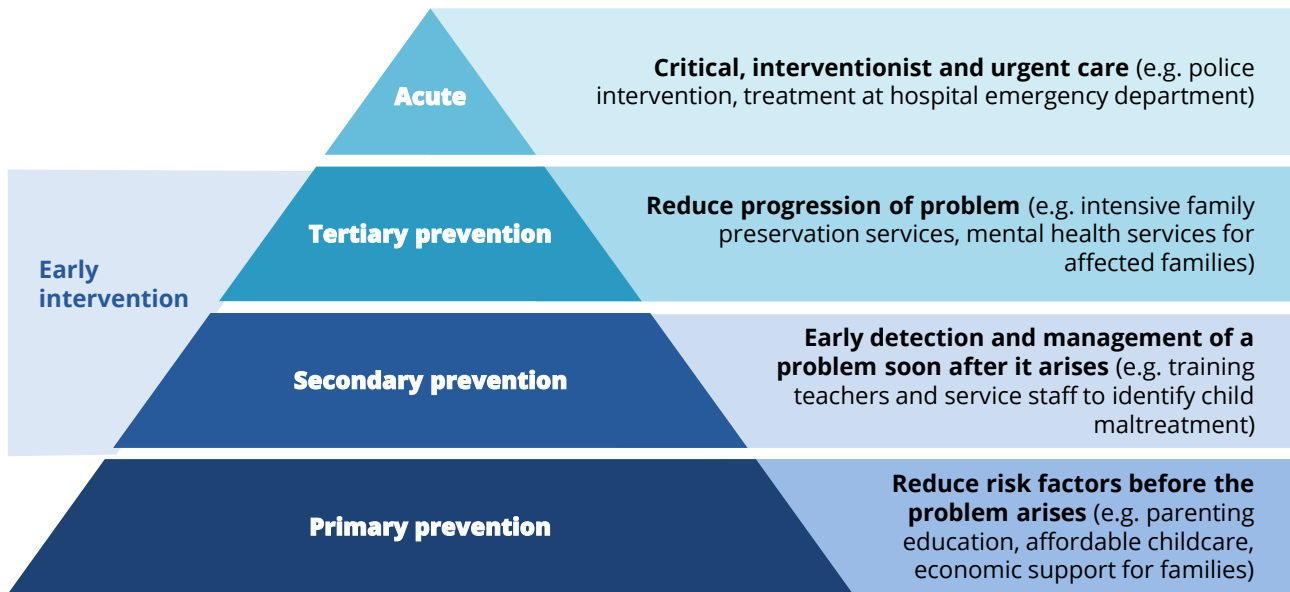 Acute
Critical, interventionist and urgent care (e.g. police
intervention, treatment at hospital emergency department)
Early
intervention
Tertiary prevention
Reduce progression of problem (e.g. intensive family
preservation services, mental health services for
affected families)
Secondary prevention
Early detection and management of a
problem soon after it arises (e.g. training
teachers and service staff to identify child
maltreatment)
Primary prevention
Reduce risk factors before the
problem arises (e.g. parenting
education, affordable childcare,
economic support for families)